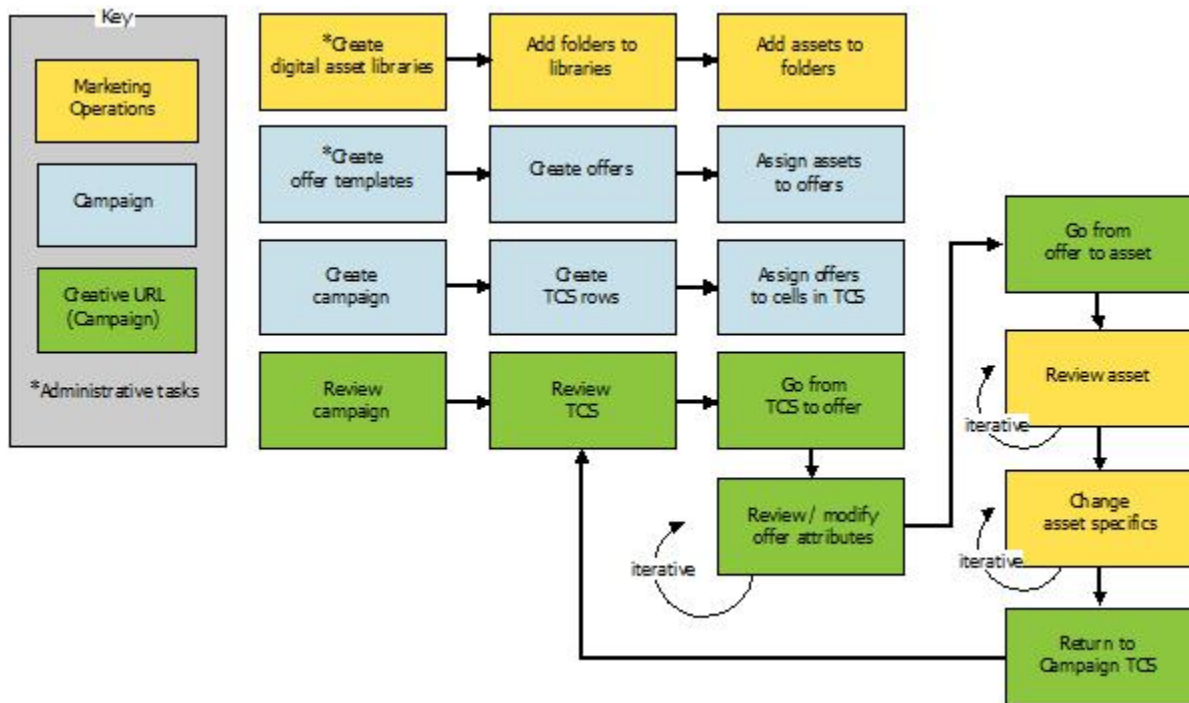 Key
Marketing
Operations
Campaign
Creative URL
(Campaign)
*Administrative tasks
*Create
digital asset libraries
Add folders to
libraries
Add assets to
folders
*Create
offer templates
Create offers
Assign assets
to offers
Create
campaign
Create
TCS rows
Assign offers
to cells in TCS
Review
campaign
Review
TCS
Go from
TCS to offer
Review / modify
offer attributes
iterative
Go from
offer to asset
Review asset
iterative
Change
asset specifics
iterative
Return to
Campaign TCS